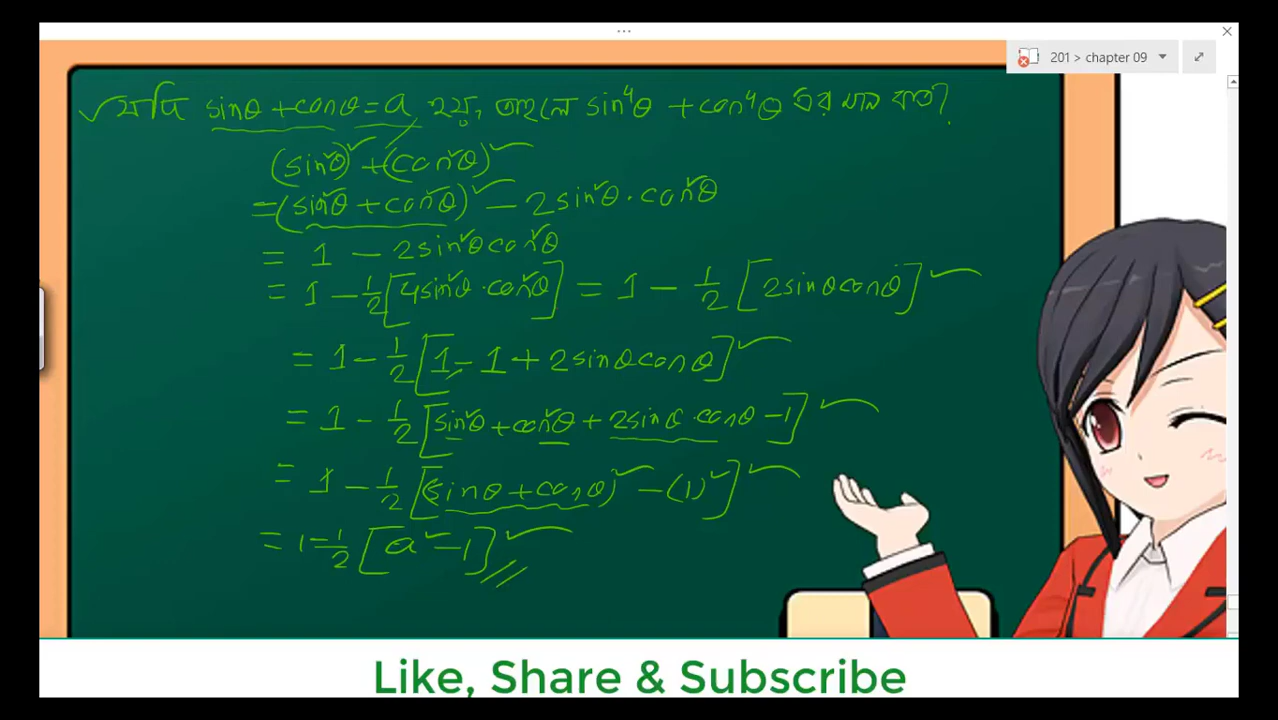 201 > chapter 09
যদি sinθ + cosθ = a হয়, তাহলে sin⁴θ + cos⁴θ এর মান কত?
(sin²θ)² + (cos²θ)²
= (sin²θ + cos²θ)² - 2sin²θ·cos²θ
= 1 - 2sin²θcos²θ
= 1 - 1/2[4sin²θ·cos²θ] = 1 - 1/2[2sinθcosθ]²
= 1 - 1/2[1 - 1 + 2sinθcosθ]²
= 1 - 1/2[sin²θ + cos²θ + 2sinθ·cosθ - 1]²
= 1 - 1/2[(sinθ + cosθ)² - (1)²]²
= 1 - 1/2[a² - 1]²
Like, Share & Subscribe